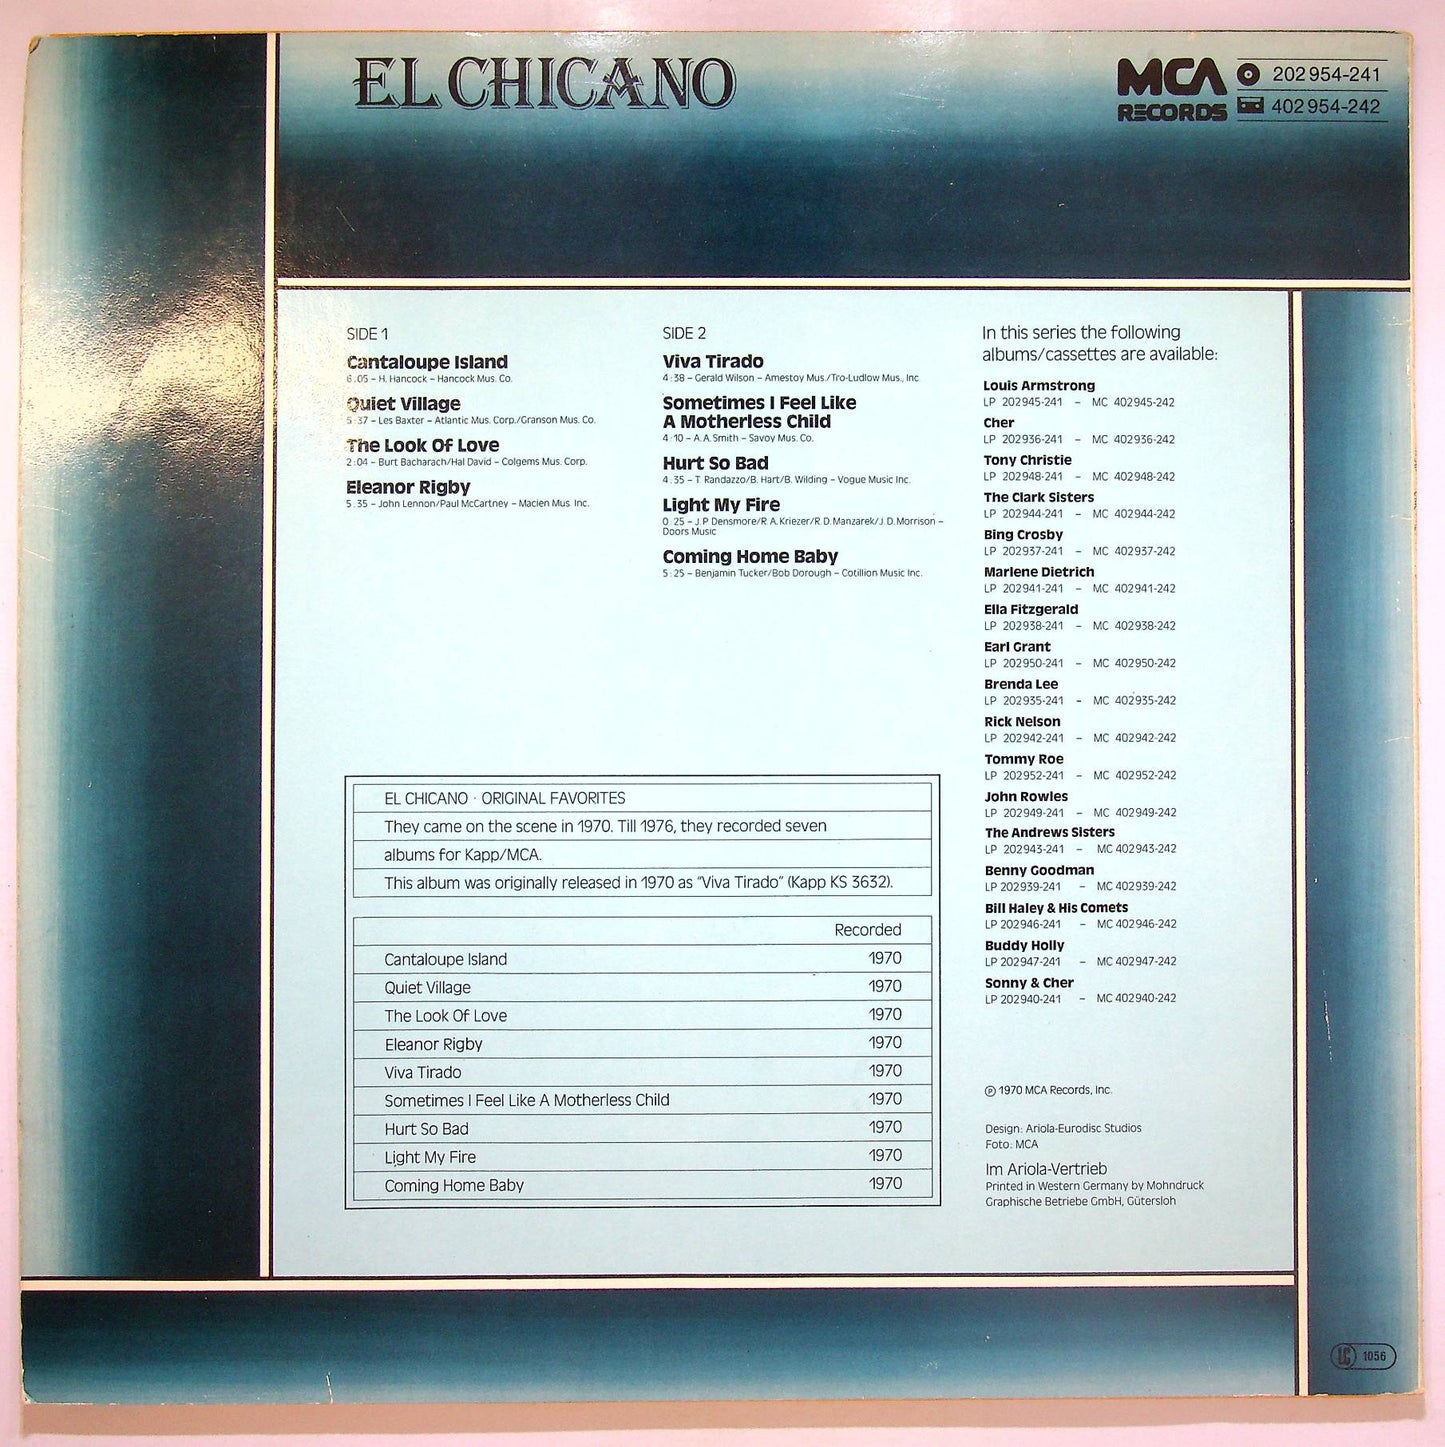 EL CHICANO
MCA
RECORDS
202 954-241
402 954-242
SIDE 1
Cantaloupe Island
6:05 – H. Hancock – Hancock Mus. Co.
Quiet Village
5:37 – Les Baxter – Atlantic Mus. Corp./Granson Mus. Co.
The Look Of Love
2:04 – Burt Bacharach/Hal David – Colgems Mus. Corp.
Eleanor Rigby
5:35 – John Lennon/Paul McCartney – Macien Mus. Inc.
SIDE 2
Viva Tirado
4:38 – Gerald Wilson – Amestoy Mus./Tro-Ludlow Mus., Inc.
Sometimes I Feel Like
A Motherless Child
4:10 – A. A. Smith – Savoy Mus. Co.
Hurt So Bad
4:35 – T. Randazzo/B. Hart/B. Wilding – Vogue Music Inc.
Light My Fire
0:25 – J. P. Densmore/R. A. Kriezer/R. D. Manzarek/J. D. Morrison –
Doors Music
Coming Home Baby
5:25 – Benjamin Tucker/Bob Dorough – Cotillion Music Inc.
In this series the following
albums/cassettes are available:
Louis Armstrong
LP 202945-241 – MC 402945-242
Cher
LP 202936-241 – MC 402936-242
Tony Christie
LP 202948-241 – MC 402948-242
The Clark Sisters
LP 202944-241 – MC 402944-242
Bing Crosby
LP 202937-241 – MC 402937-242
Marlene Dietrich
LP 202941-241 – MC 402941-242
Ella Fitzgerald
LP 202938-241 – MC 402938-242
Earl Grant
LP 202950-241 – MC 402950-242
Brenda Lee
LP 202935-241 – MC 402935-242
Rick Nelson
LP 202942-241 – MC 402942-242
Tommy Roe
LP 202952-241 – MC 402952-242
John Rowles
LP 202949-241 – MC 402949-242
The Andrews Sisters
LP 202943-241 – MC 402943-242
Benny Goodman
LP 202939-241 – MC 402939-242
Bill Haley & His Comets
LP 202946-241 – MC 402946-242
Buddy Holly
LP 202947-241 – MC 402947-242
Sonny & Cher
LP 202940-241 – MC 402940-242
EL CHICANO · ORIGINAL FAVORITES
They came on the scene in 1970. Till 1976, they recorded seven
albums for Kapp/MCA.
This album was originally released in 1970 as "Viva Tirado" (Kapp KS 3632).
Recorded
Cantaloupe Island 1970
Quiet Village 1970
The Look Of Love 1970
Eleanor Rigby 1970
Viva Tirado 1970
Sometimes I Feel Like A Motherless Child 1970
Hurt So Bad 1970
Light My Fire 1970
Coming Home Baby 1970
℗ 1970 MCA Records, Inc.
Design: Ariola-Eurodisc Studios
Foto: MCA
Im Ariola-Vertrieb
Printed in Western Germany by Mohndruck
Graphische Betriebe GmbH, Gütersloh
LC 1056